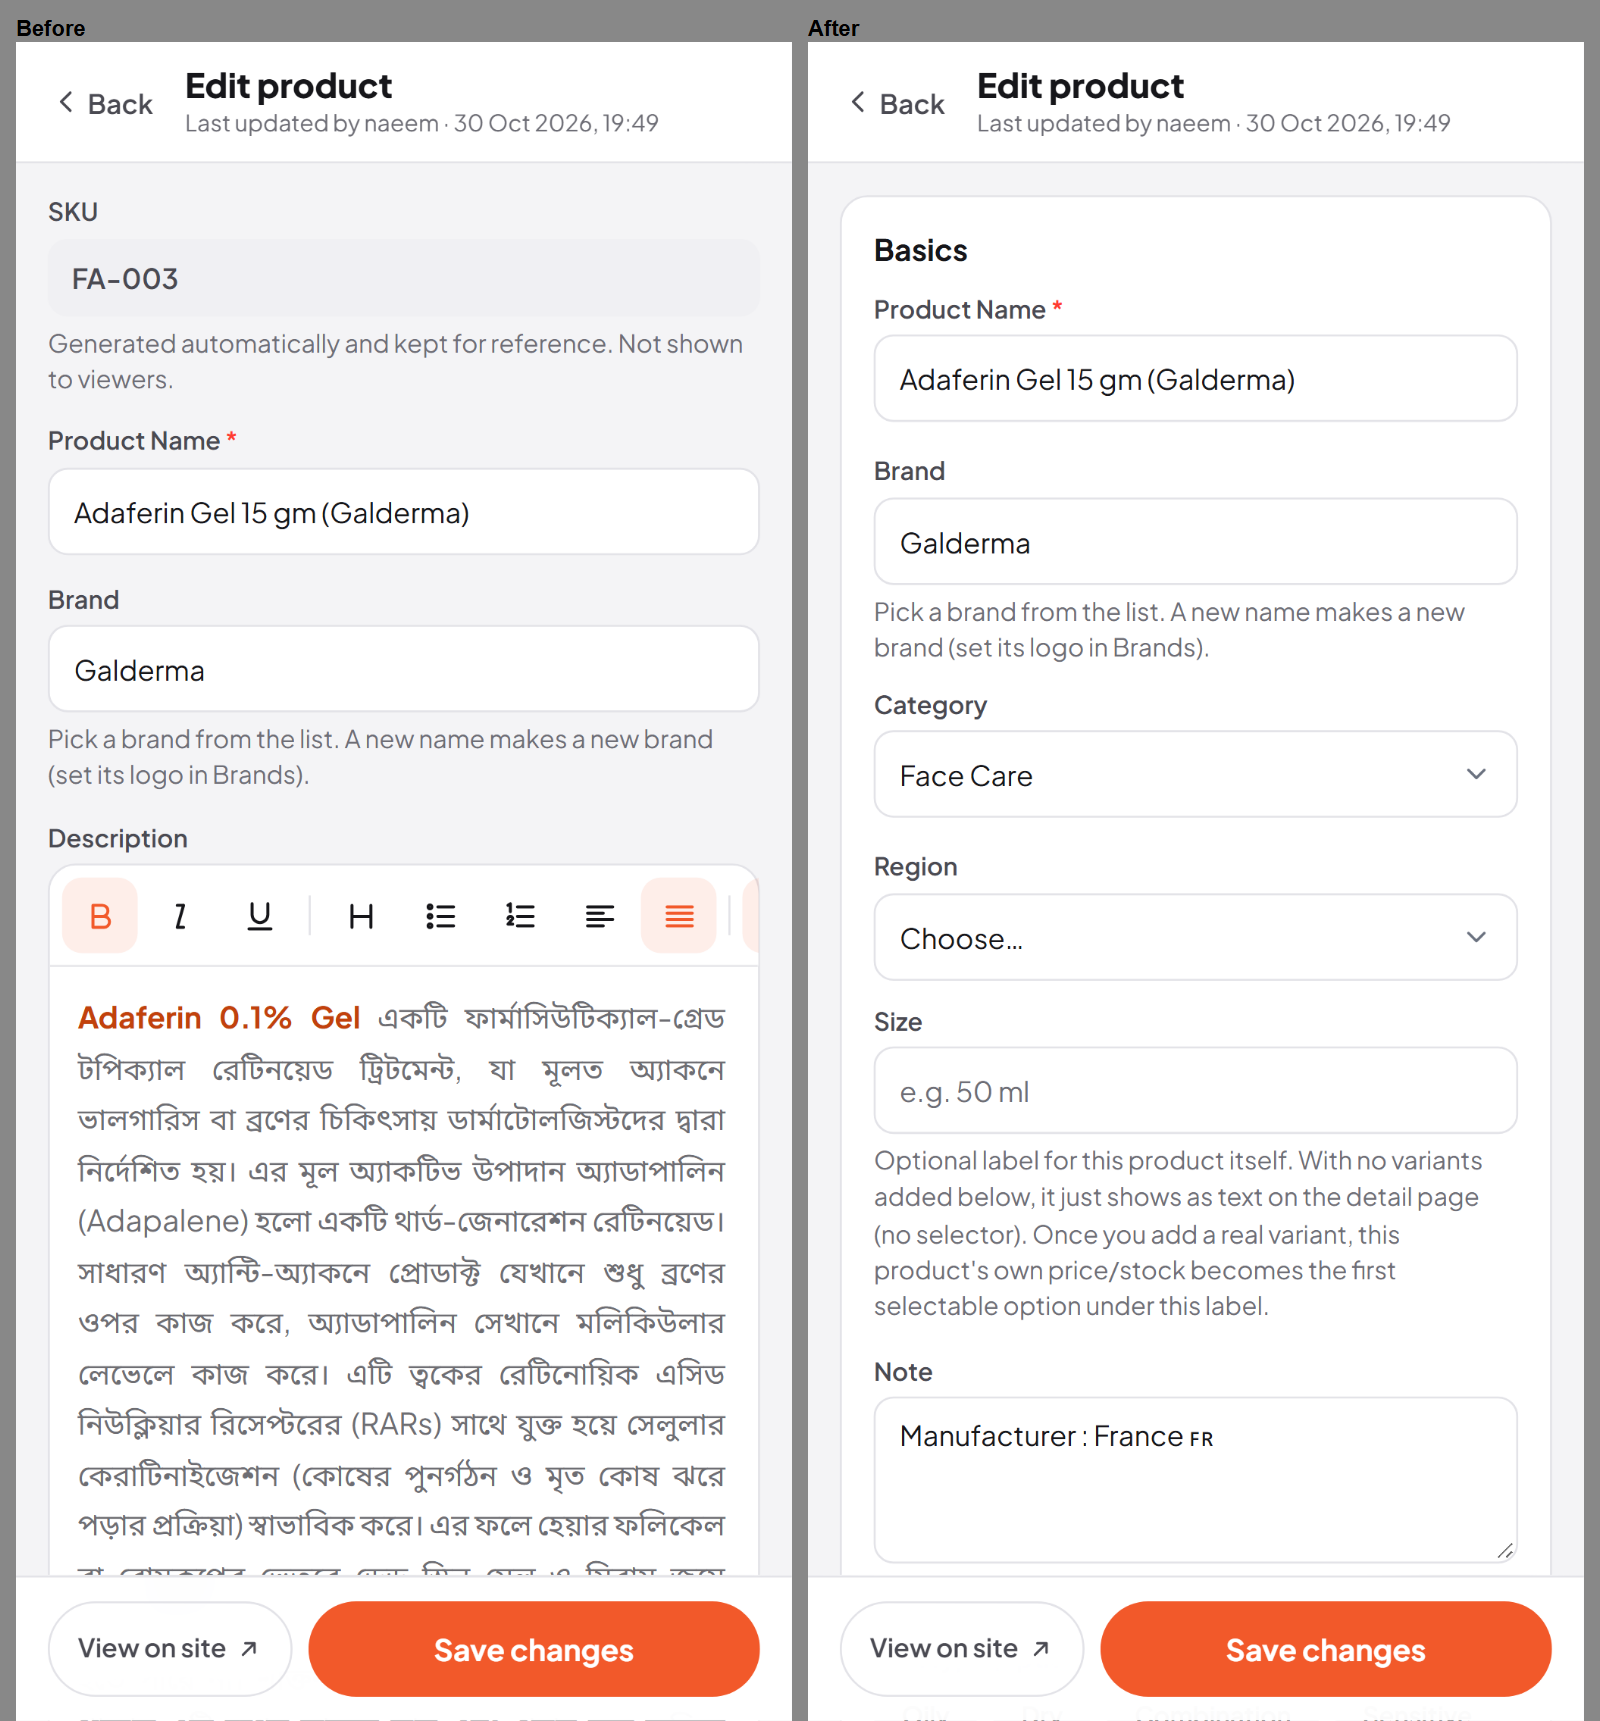 Before
Back
Edit product
Last updated by naeem · 30 Oct 2026, 19:49
SKU
FA-003
Generated automatically and kept for reference. Not shown
to viewers.
Product Name *
Adaferin Gel 15 gm (Galderma)
Brand
Galderma
Pick a brand from the list. A new name makes a new brand
(set its logo in Brands).
Description
Adaferin 0.1% Gel একটি ফার্মাসিউটিক্যাল-গ্রেড
টপিক্যাল রেটিনয়েড ট্রিটমেন্ট, যা মূলত অ্যাকনে
ভালগারিস বা ব্রণের চিকিৎসায় ডার্মাটোলজিস্টদের দ্বারা
নির্দেশিত হয়। এর মূল অ্যাকটিভ উপাদান অ্যাডাপালিন
(Adapalene) হলো একটি থার্ড-জেনারেশন রেটিনয়েড।
সাধারণ অ্যান্টি-অ্যাকনে প্রোডাক্ট যেখানে শুধু ব্রণের
ওপর কাজ করে, অ্যাডাপালিন সেখানে মলিকিউলার
লেভেলে কাজ করে। এটি ত্বকের রেটিনোয়িক এসিড
নিউক্লিয়ার রিসেপ্টরের (RARs) সাথে যুক্ত হয়ে সেলুলার
কেরাটিনাইজেশন (কোষের পুনর্গঠন ও মৃত কোষ ঝরে
পড়ার প্রক্রিয়া) স্বাভাবিক করে। এর ফলে হেয়ার ফলিকেল
View on site
Save changes
After
Back
Edit product
Last updated by naeem · 30 Oct 2026, 19:49
Basics
Product Name *
Adaferin Gel 15 gm (Galderma)
Brand
Galderma
Pick a brand from the list. A new name makes a new
brand (set its logo in Brands).
Category
Face Care
Region
Choose...
Size
e.g. 50 ml
Optional label for this product itself. With no variants
added below, it just shows as text on the detail page
(no selector). Once you add a real variant, this
product's own price/stock becomes the first
selectable option under this label.
Note
Manufacturer : France FR
View on site
Save changes